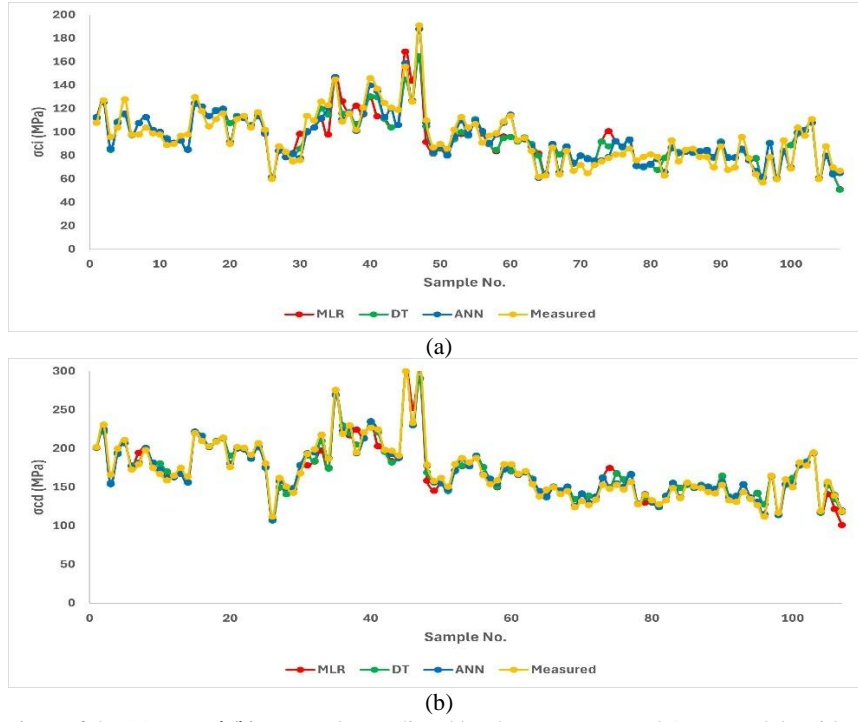 200
180
160
140
120
100
80
60
40
20
0
σci (MPa)
0 10 20 30 40 50 60 70 80 90 100
Sample No.
MLR DT ANN Measured
(a)
300
250
200
150
100
50
0
σcd (MPa)
0 20 40 60 80 100
Sample No.
MLR DT ANN Measured
(b)